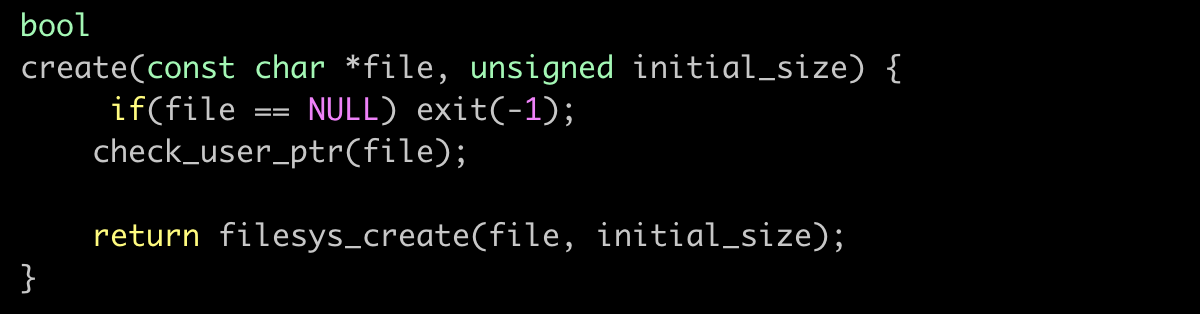 bool
create(const char *file, unsigned initial_size) {
     if(file == NULL) exit(-1);
    check_user_ptr(file);

    return filesys_create(file, initial_size);
}